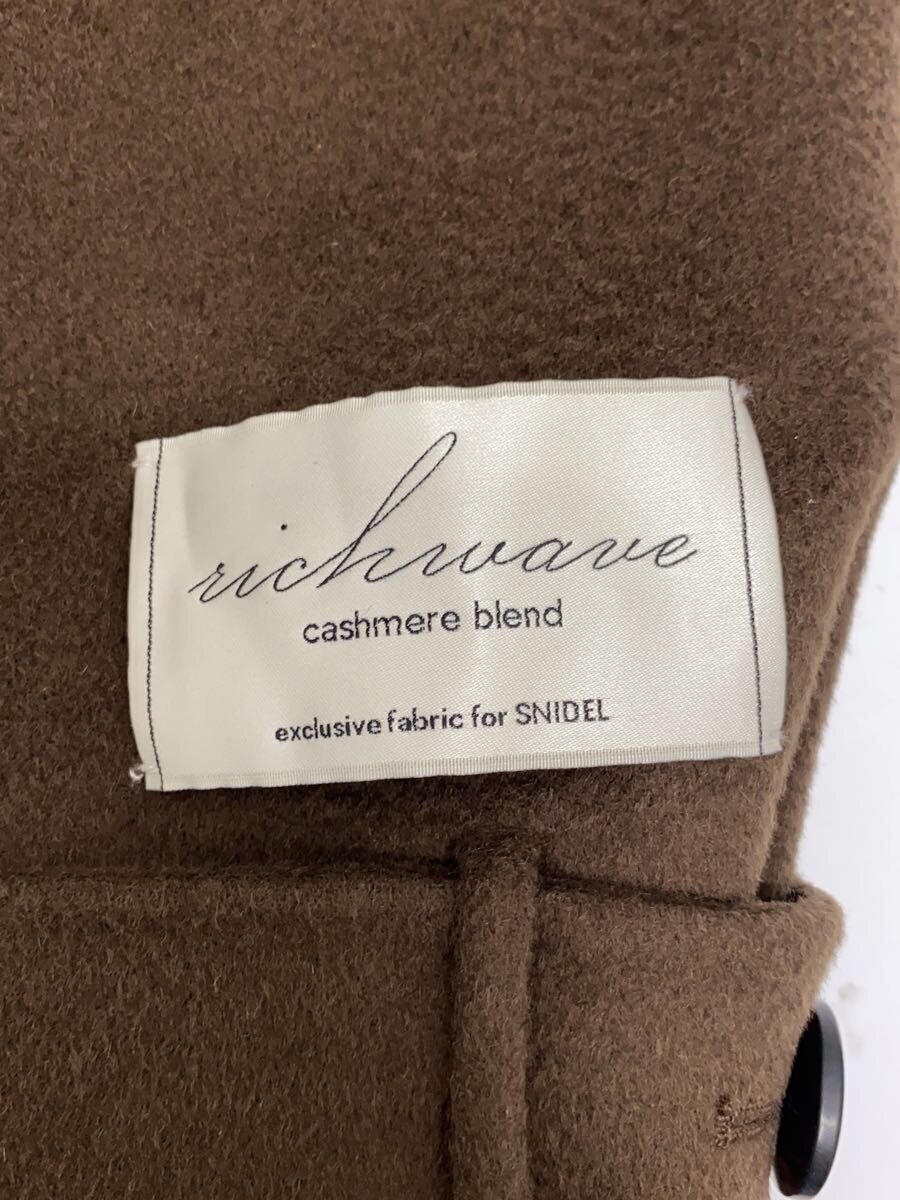 richwave
cashmere blend
exclusive fabric for SNIDEL